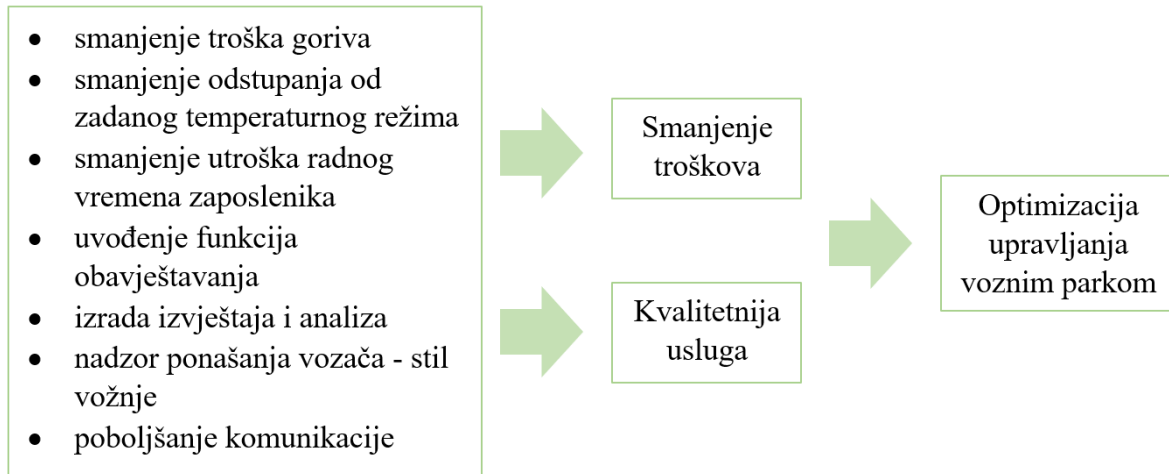 • smanjenje troška goriva
• smanjenje odstupanja od
zadanog temperaturnog režima
• smanjenje utroška radnog
vremena zaposlenika
• uvođenje funkcija
obavještavanja
• izrada izvještaja i analiza
• nadzor ponašanja vozača - stil
vožnje
• poboljšanje komunikacije
Smanjenje
troškova
Kvalitetnija
usluga
Optimizacija
upravljanja
voznim parkom